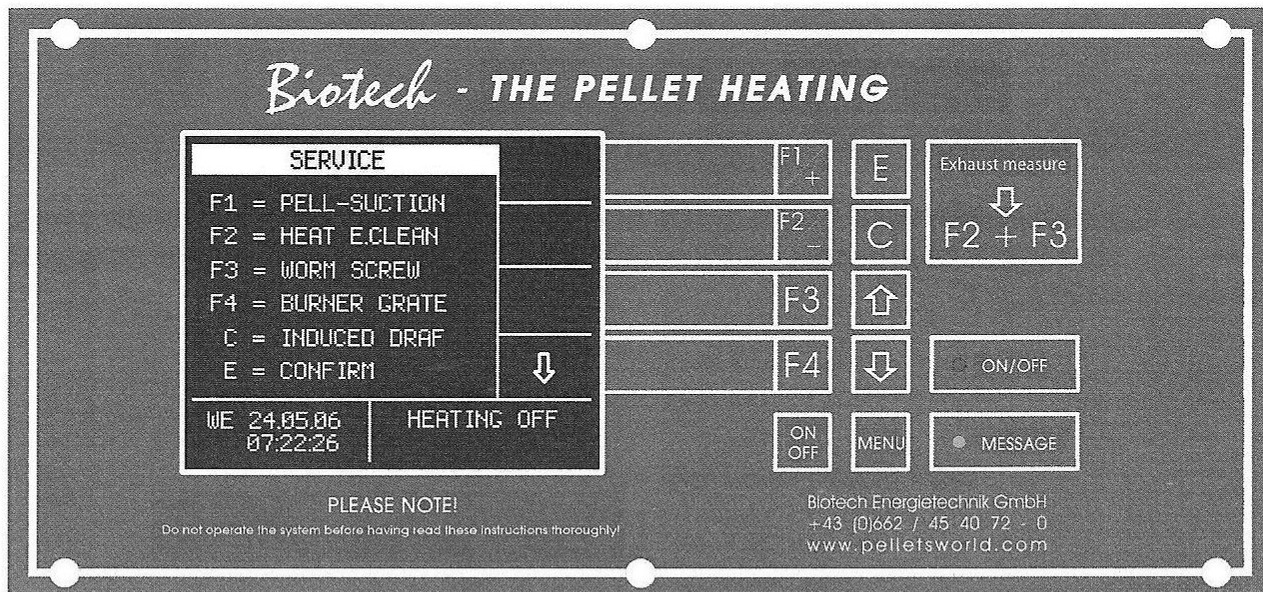 Biotech - THE PELLET HEATING
SERVICE
F1 = PELL-SUCTION
F2 = HEAT E.CLEAN
F3 = WORM SCREW
F4 = BURNER GRATE
C = INDUCED DRAF
E = CONFIRM
WE 24.05.06
07:22:26
HEATING OFF
F1 +
F2 -
F3
F4
E
C
Exhaust measure
F2 + F3
ON/OFF
ON
OFF
MENU
MESSAGE
PLEASE NOTE!
Do not operate the system before having read these instructions thoroughly!
Biotech Energietechnik GmbH
+43 (0)662 / 45 40 72 - 0
www.pelletsworld.com